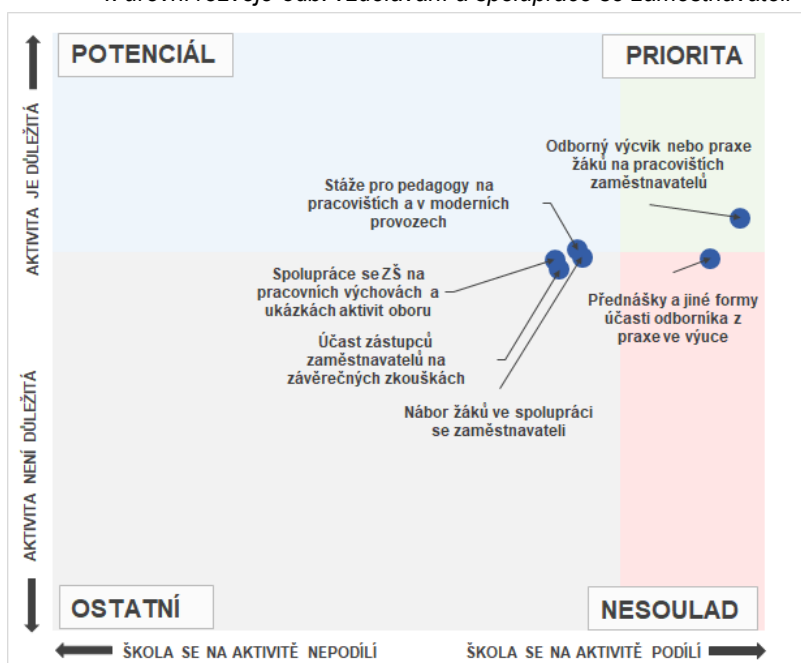 POTENCIÁL
PRIORITA
AKTIVITA JE DŮLEŽITÁ
Odborný výcvik nebo praxe
žáků na pracovištích
zaměstnavatelů
Stáže pro pedagogy na
pracovištích a v moderních
provozech
Spolupráce se ZŠ na
pracovních výchovách a
ukázkách aktivit oboru
Přednášky a jiné formy
účasti odborníka z
praxe ve výuce
Účast zástupců
zaměstnavatelů na
závěrečných zkouškách
Nábor žáků ve spolupráci
se zaměstnavateli
AKTIVITA NENÍ DŮLEŽITÁ
OSTATNÍ
NESOULAD
ŠKOLA SE NA AKTIVITĚ NEPODÍLÍ
ŠKOLA SE NA AKTIVITĚ PODÍLÍ